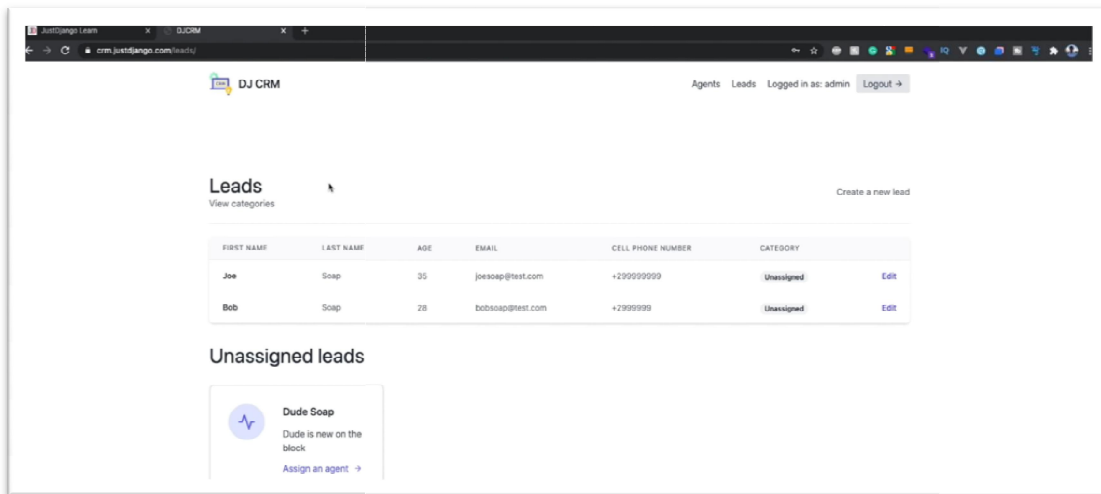 JustDjango Learn x DJCRM x +
crm.justdjango.com/leads/
DJ CRM Agents Leads Logged in as: admin Logout →
Leads
View categories
Create a new lead
FIRST NAME LAST NAME AGE EMAIL CELL PHONE NUMBER CATEGORY
Joe Soap 35 joesoap@test.com +299999999 Unassigned Edit
Bob Soap 28 bobsoap@test.com +2999999 Unassigned Edit
Unassigned leads
Dude Soap
Dude is new on the
block
Assign an agent →